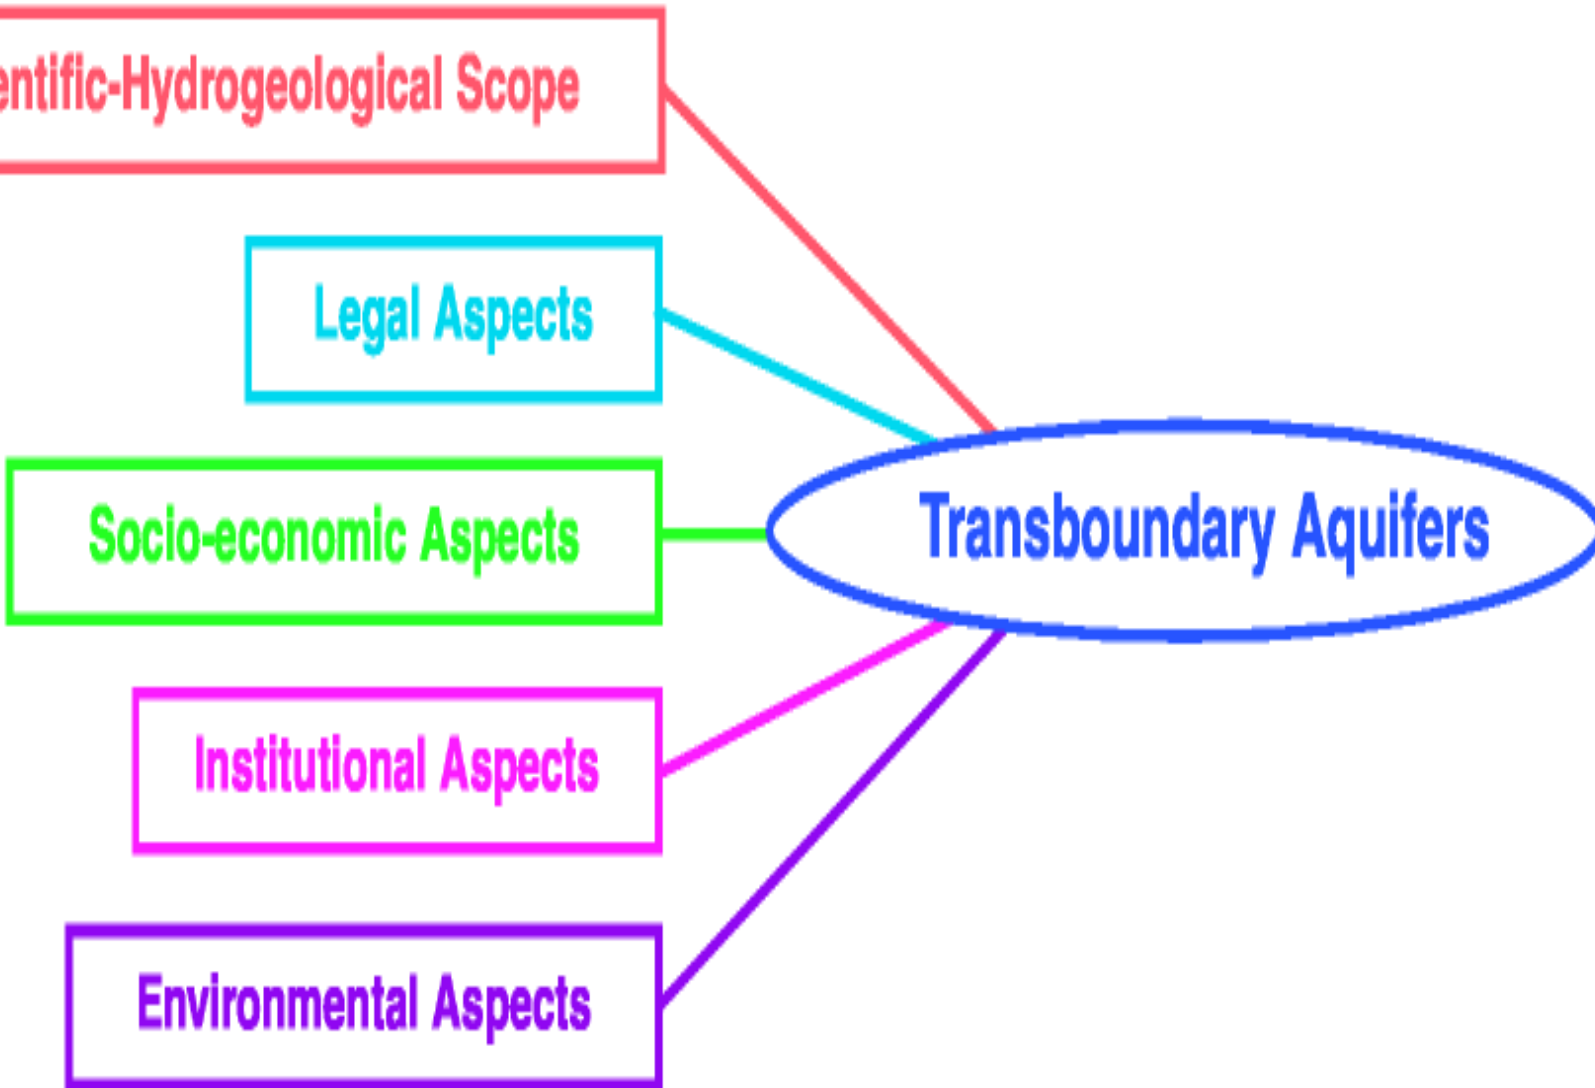 entific-Hydrogeological Scope
Legal Aspects
Socio-economic Aspects
Transboundary Aquifers
Institutional Aspects
Environmental Aspects